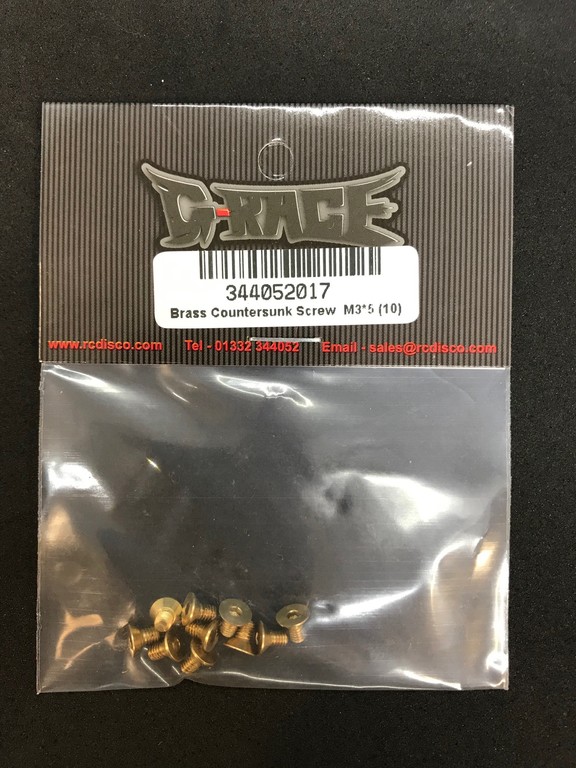 G-RACE
344052017
Brass Countersunk Screw M3*5 (10)
www.rcdisco.com Tel - 01332 344052 Email - sales@rcdisco.com